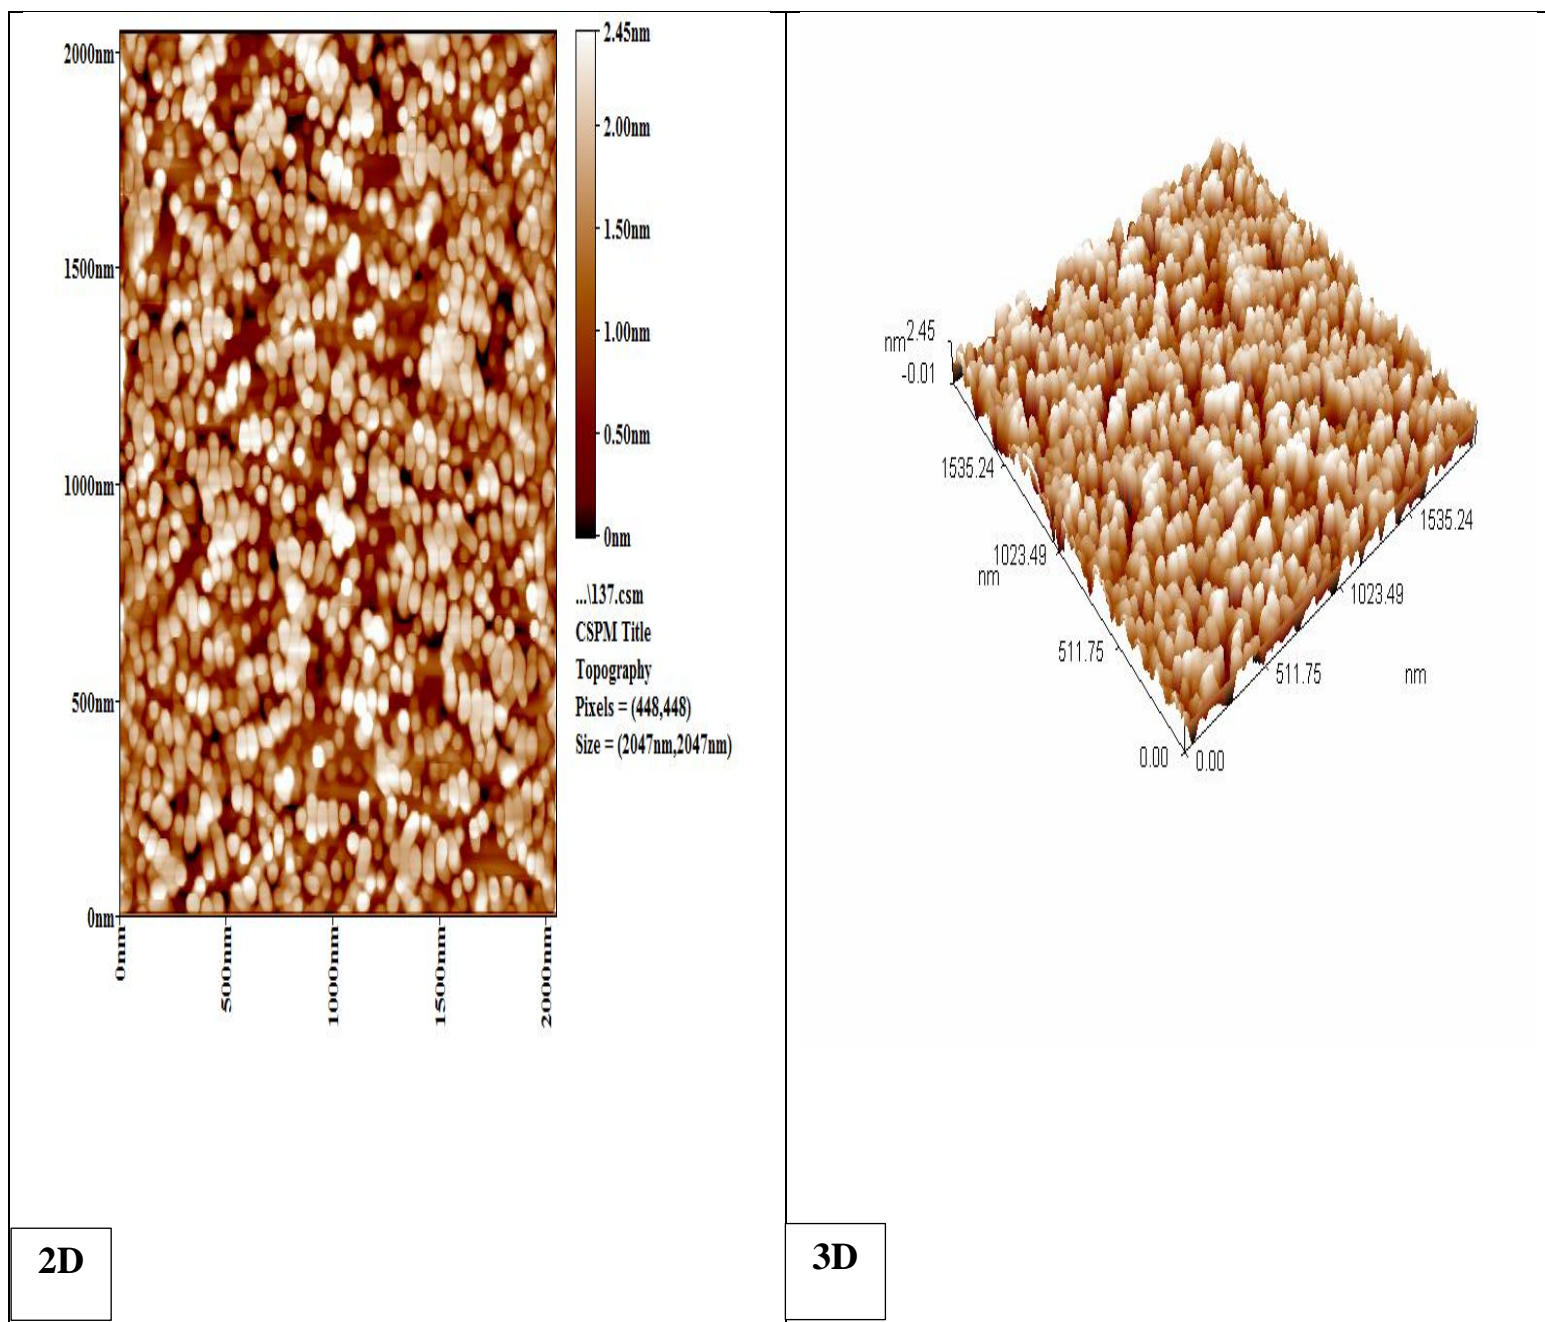 2000nm
1500nm
1000nm
500nm
0nm
0nm
500nm
1000nm
1500nm
2000nm
2.45nm
2.00nm
1.50nm
1.00nm
0.50nm
0nm
...\137.csm
CSPM Title
Topography
Pixels = (448,448)
Size = (2047nm,2047nm)
2D
nm 2.45
-0.01
1535.24
1023.49
nm
511.75
0.00
0.00
511.75
1023.49
1535.24
nm
3D